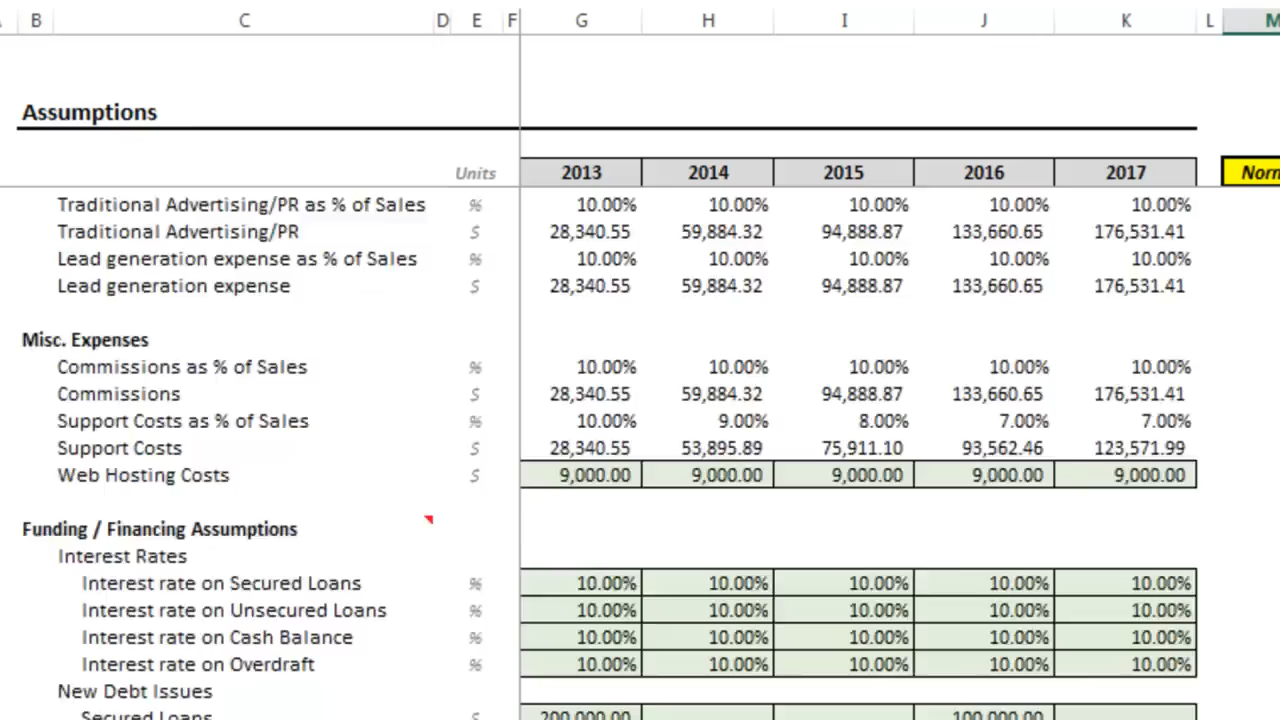 B C D E F G H I J K L M
Assumptions
Units 2013 2014 2015 2016 2017
Traditional Advertising/PR as % of Sales % 10.00% 10.00% 10.00% 10.00% 10.00%
Traditional Advertising/PR $ 28,340.55 59,884.32 94,888.87 133,660.65 176,531.41
Lead generation expense as % of Sales % 10.00% 10.00% 10.00% 10.00% 10.00%
Lead generation expense $ 28,340.55 59,884.32 94,888.87 133,660.65 176,531.41
Misc. Expenses
Commissions as % of Sales % 10.00% 10.00% 10.00% 10.00% 10.00%
Commissions $ 28,340.55 59,884.32 94,888.87 133,660.65 176,531.41
Support Costs as % of Sales % 10.00% 9.00% 8.00% 7.00% 7.00%
Support Costs $ 28,340.55 53,895.89 75,911.10 93,562.46 123,571.99
Web Hosting Costs $ 9,000.00 9,000.00 9,000.00 9,000.00 9,000.00
Funding / Financing Assumptions
Interest Rates
Interest rate on Secured Loans % 10.00% 10.00% 10.00% 10.00% 10.00%
Interest rate on Unsecured Loans % 10.00% 10.00% 10.00% 10.00% 10.00%
Interest rate on Cash Balance % 10.00% 10.00% 10.00% 10.00% 10.00%
Interest rate on Overdraft % 10.00% 10.00% 10.00% 10.00% 10.00%
New Debt Issues
Secured Loans $ 200,000.00 100,000.00